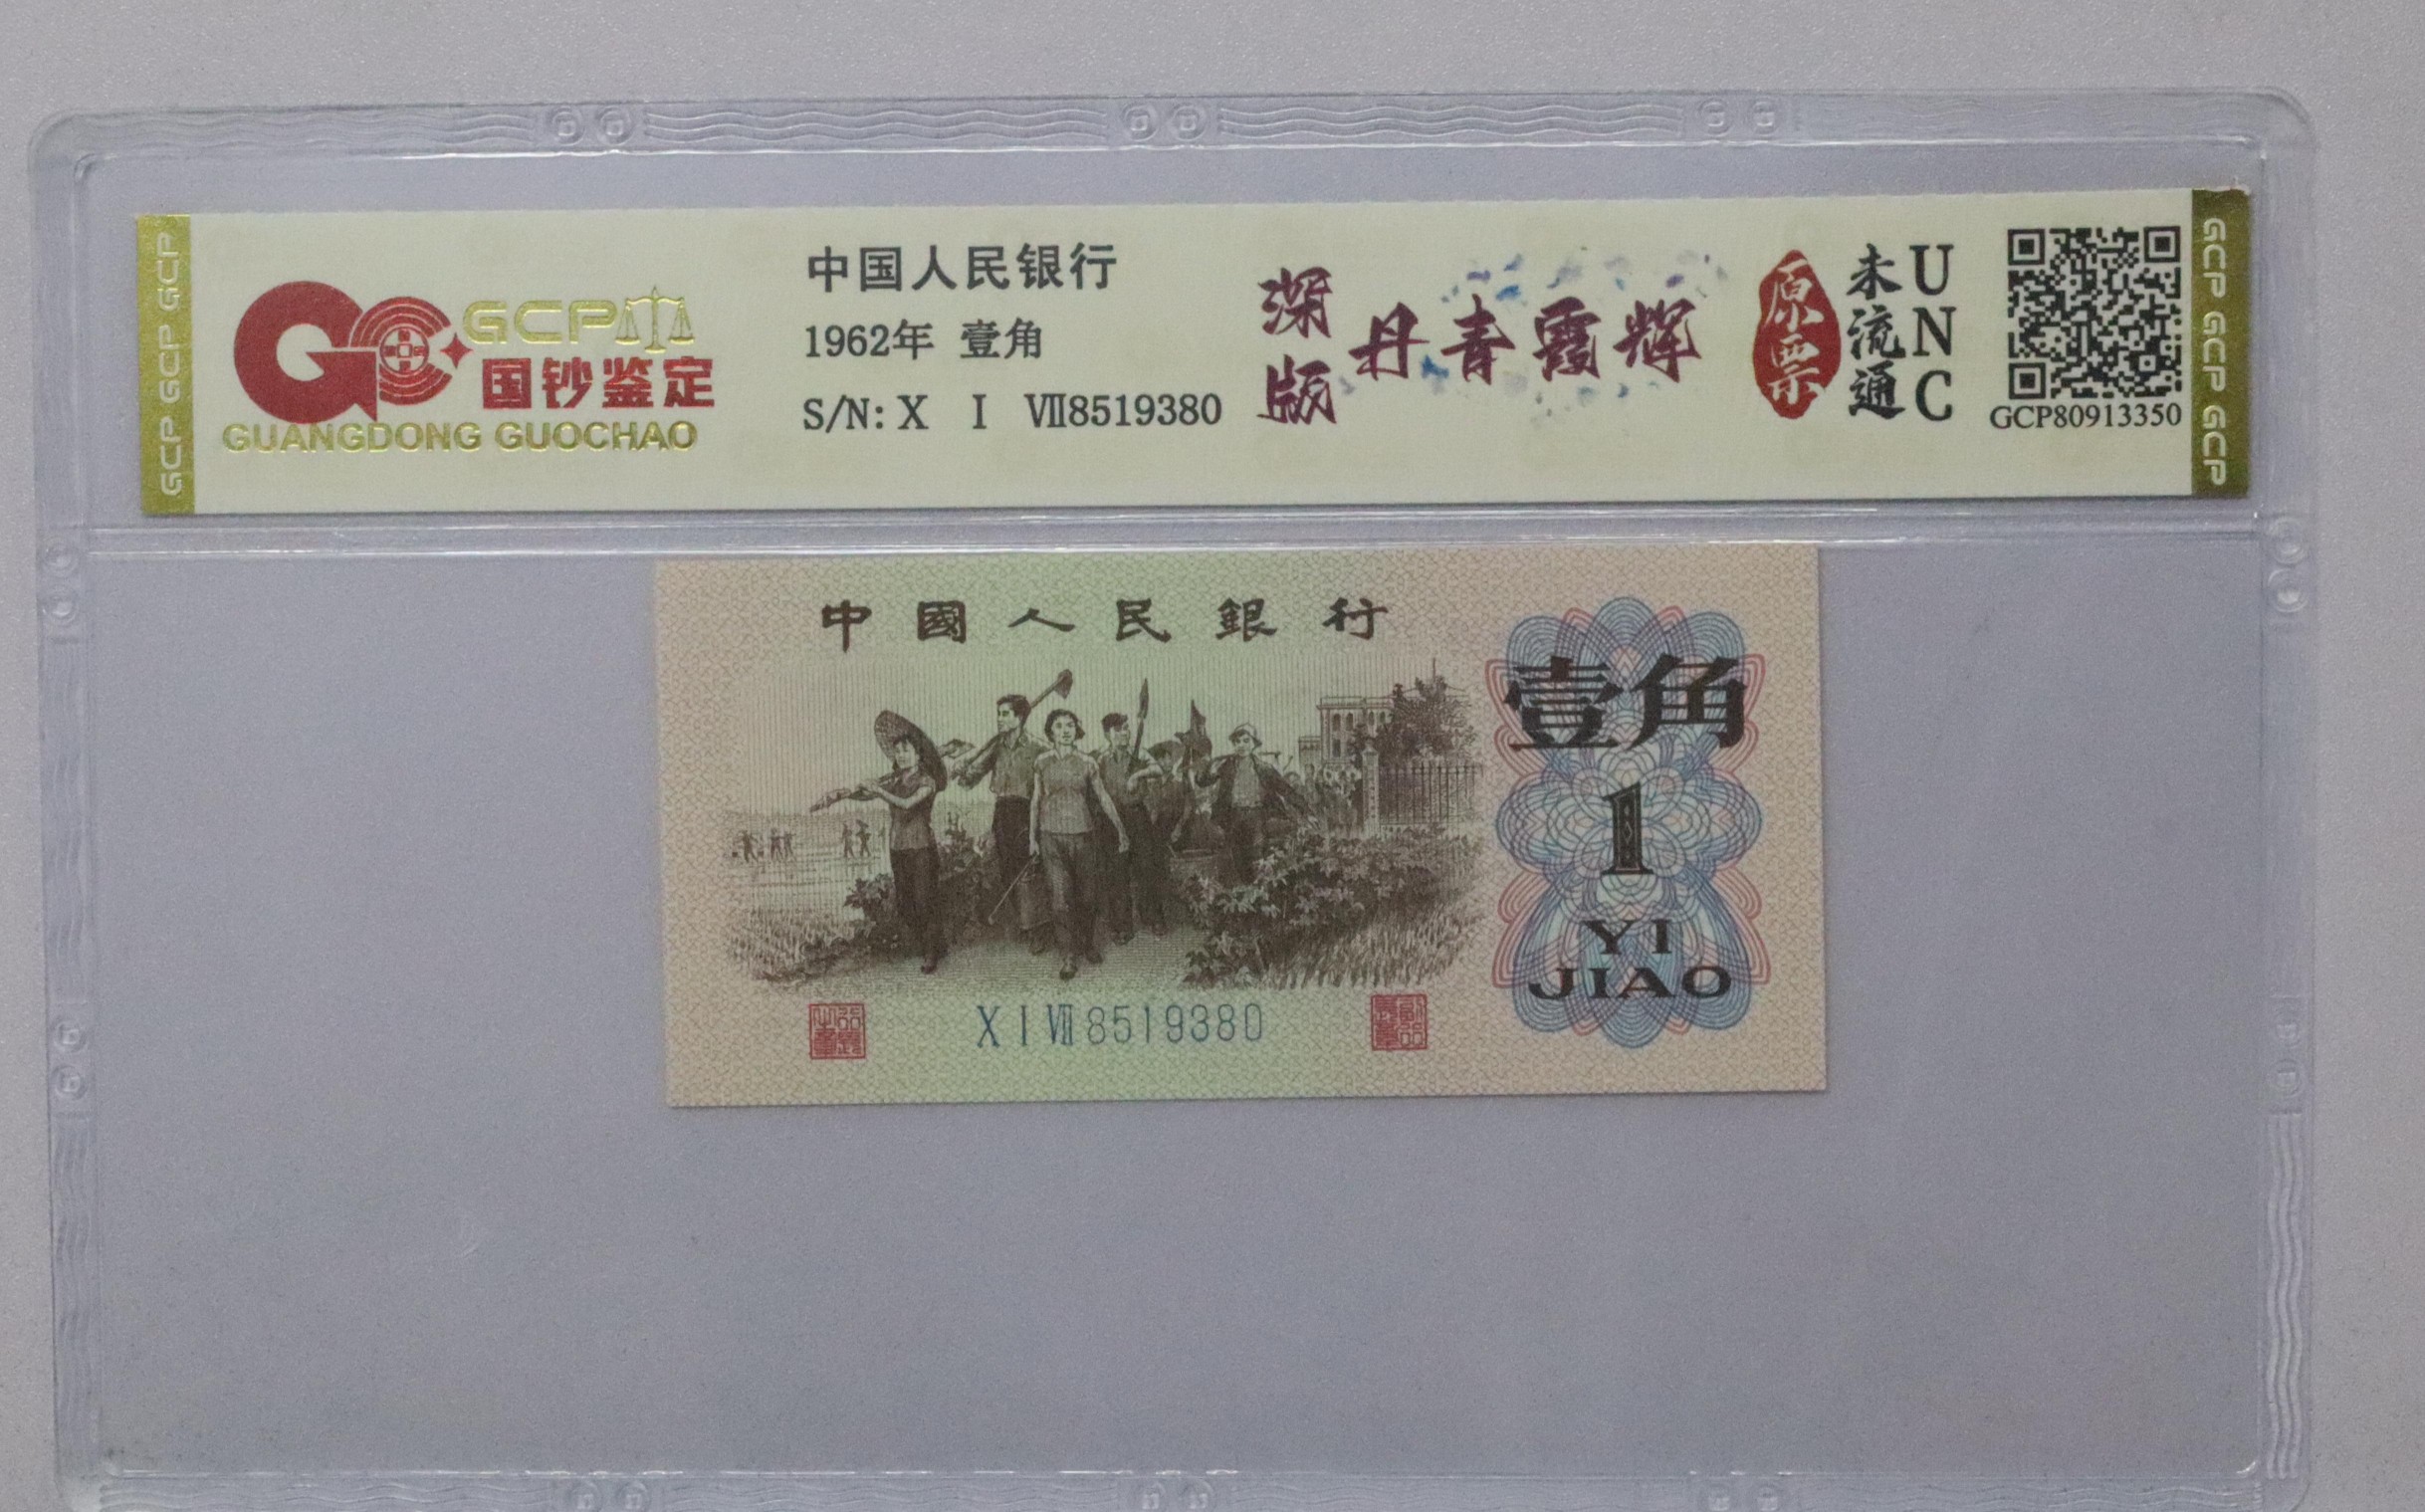 GCP GCP GCP
GCP
国钞鉴定
GUANGDONG GUOCHAO
中国人民银行
1962年 壹角
S/N: X I Ⅶ8519380
深版
丹青霞辉
原票
未流通
UNC
GCP80913350
GCP GCP GCP
中國人民銀行
壹角
1
YI
JIAO
X I Ⅶ 8519380